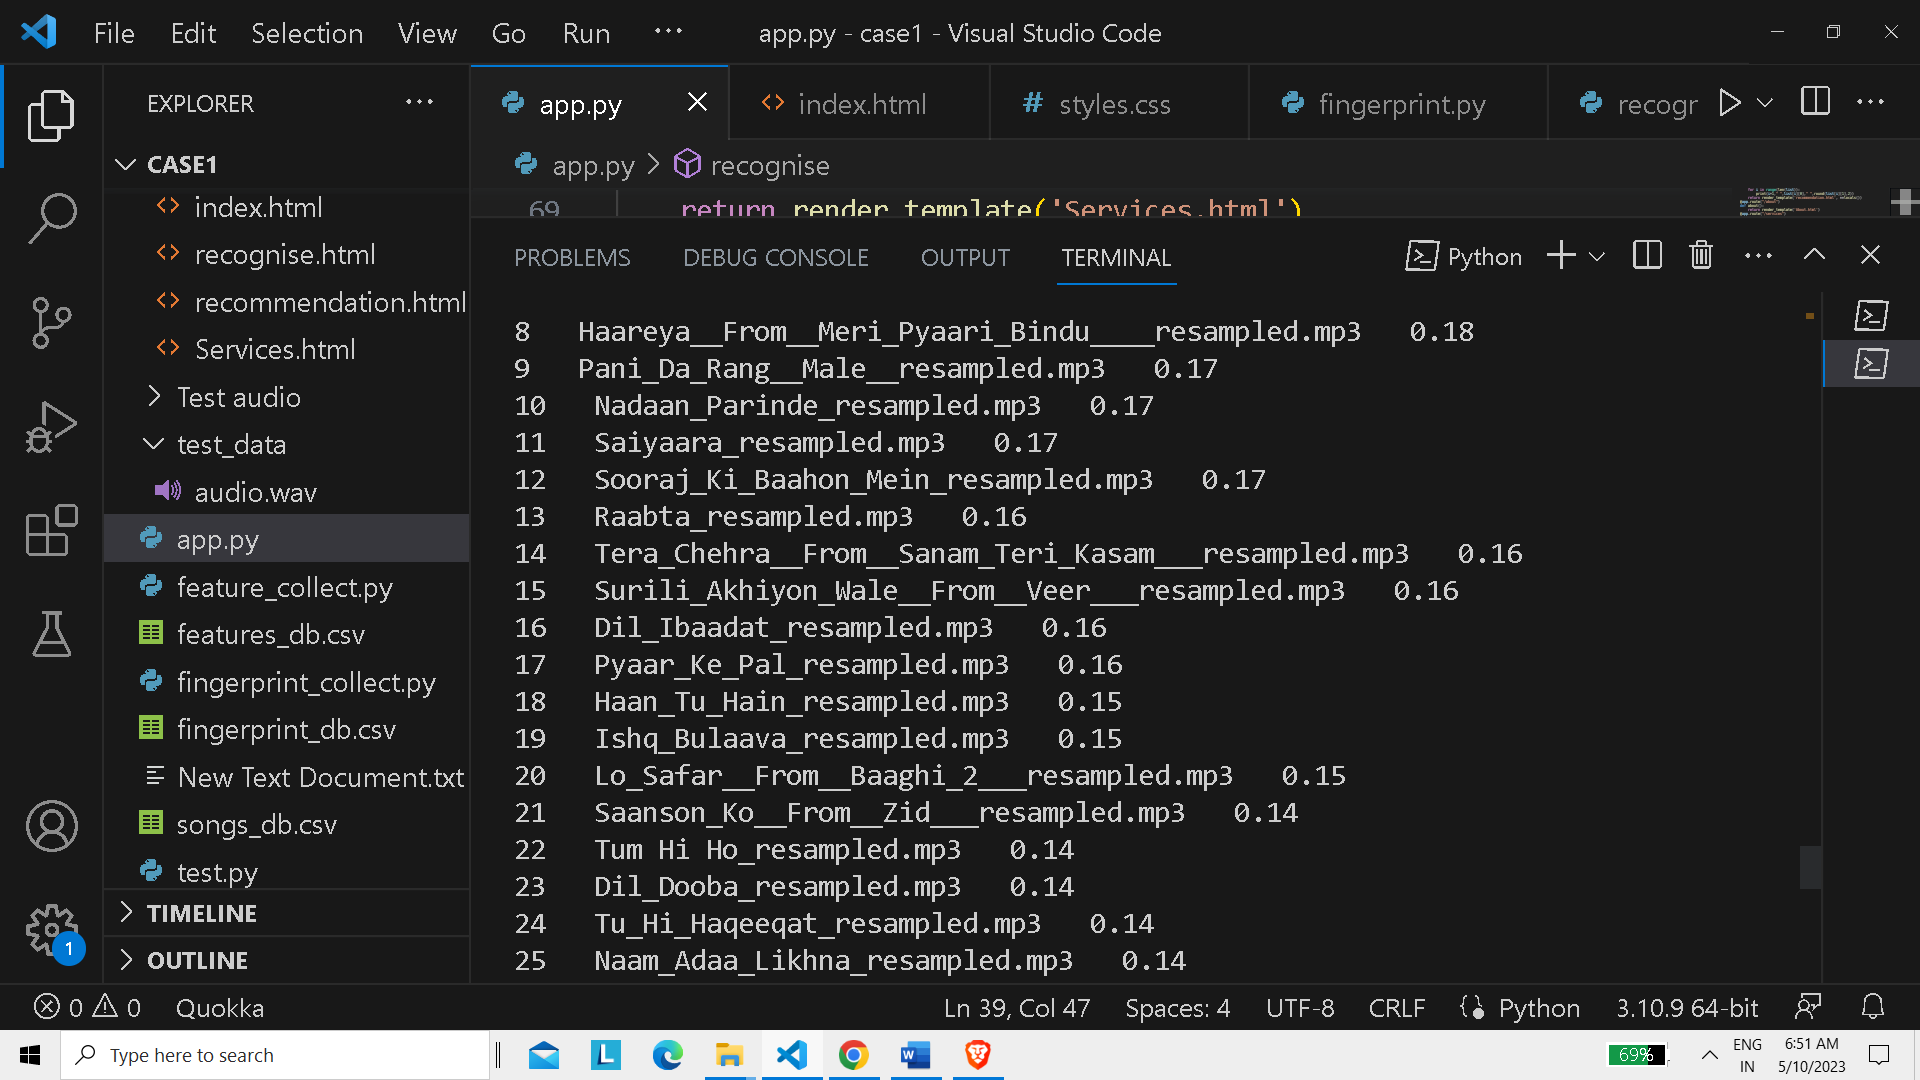 File Edit Selection View Go Run ... app.py - case1 - Visual Studio Code
EXPLORER ...
app.py index.html styles.css fingerprint.py recogr
CASE1
app.py > recognise
index.html
69 return render_template('Services.html')
recognise.html
recommendation.html
Services.html
Test audio
test_data
audio.wav
app.py
feature_collect.py
features_db.csv
fingerprint_collect.py
fingerprint_db.csv
New Text Document.txt
songs_db.csv
test.py
TIMELINE
OUTLINE
PROBLEMS DEBUG CONSOLE OUTPUT TERMINAL Python
8 Haareya__From__Meri_Pyaari_Bindu____resampled.mp3 0.18
9 Pani_Da_Rang__Male__resampled.mp3 0.17
10 Nadaan_Parinde_resampled.mp3 0.17
11 Saiyaara_resampled.mp3 0.17
12 Sooraj_Ki_Baahon_Mein_resampled.mp3 0.17
13 Raabta_resampled.mp3 0.16
14 Tera_Chehra__From__Sanam_Teri_Kasam___resampled.mp3 0.16
15 Surili_Akhiyon_Wale__From__Veer___resampled.mp3 0.16
16 Dil_Ibaadat_resampled.mp3 0.16
17 Pyaar_Ke_Pal_resampled.mp3 0.16
18 Haan_Tu_Hain_resampled.mp3 0.15
19 Ishq_Bulaava_resampled.mp3 0.15
20 Lo_Safar__From__Baaghi_2___resampled.mp3 0.15
21 Saanson_Ko__From__Zid___resampled.mp3 0.14
22 Tum Hi Ho_resampled.mp3 0.14
23 Dil_Dooba_resampled.mp3 0.14
24 Tu_Hi_Haqeeqat_resampled.mp3 0.14
25 Naam_Adaa_Likhna_resampled.mp3 0.14
1
0 0 Quokka Ln 39, Col 47 Spaces: 4 UTF-8 CRLF Python 3.10.9 64-bit
Type here to search
69%
ENG
IN
6:51 AM
5/10/2023